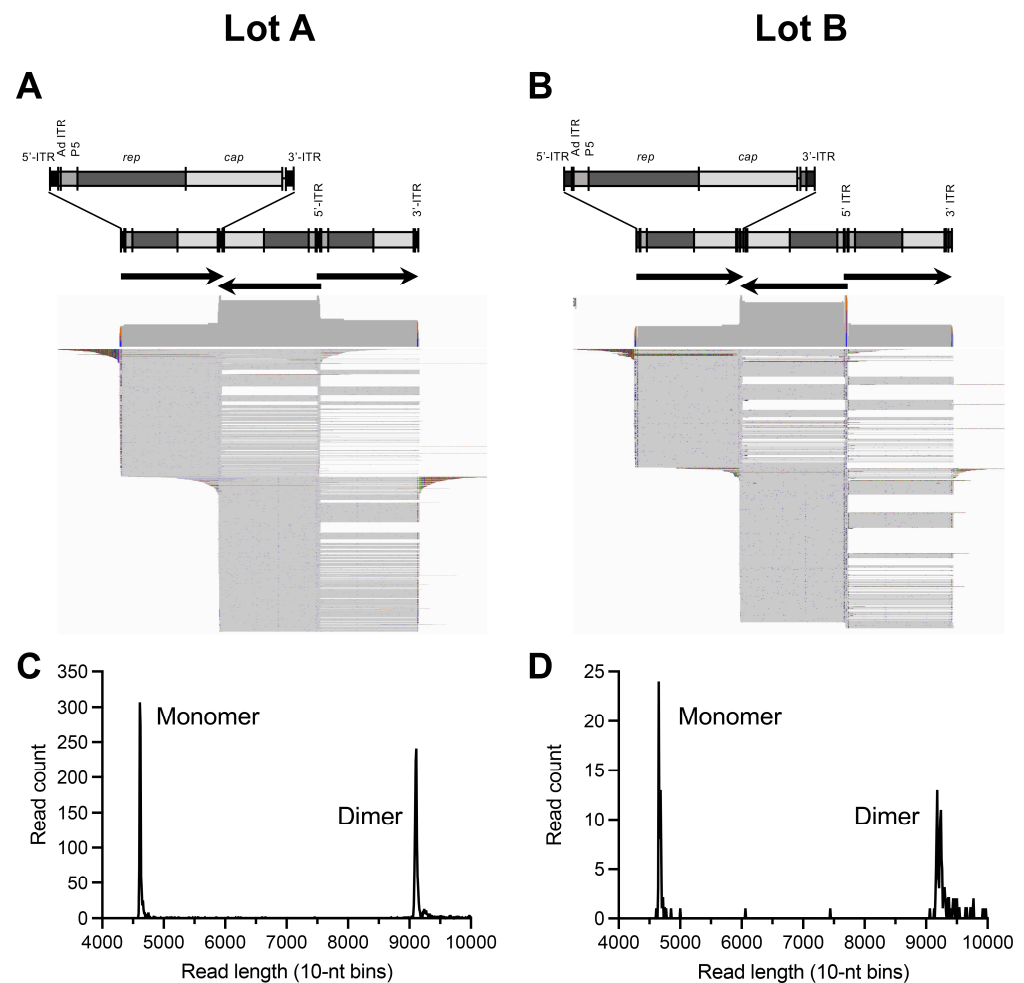 Lot A
Lot B
A
5'-ITR
Ad ITR
P5
rep
cap
3'-ITR
5'-ITR
3'-ITR
B
5'-ITR
Ad ITR
P5
rep
cap
3'-ITR
5' ITR
3' ITR
C
350
300
250
200
150
100
50
0
Read count
Monomer
Dimer
4000 5000 6000 7000 8000 9000 10000
Read length (10-nt bins)
D
25
20
15
10
5
0
Read count
Monomer
Dimer
4000 5000 6000 7000 8000 9000 10000
Read length (10-nt bins)